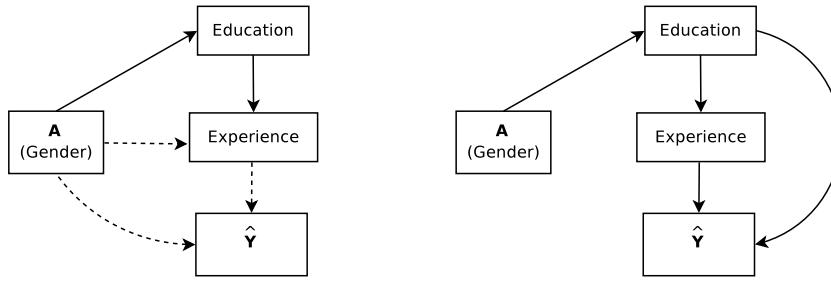 Education
Experience
A
(Gender)
Ŷ
Education
Experience
A
(Gender)
Ŷ